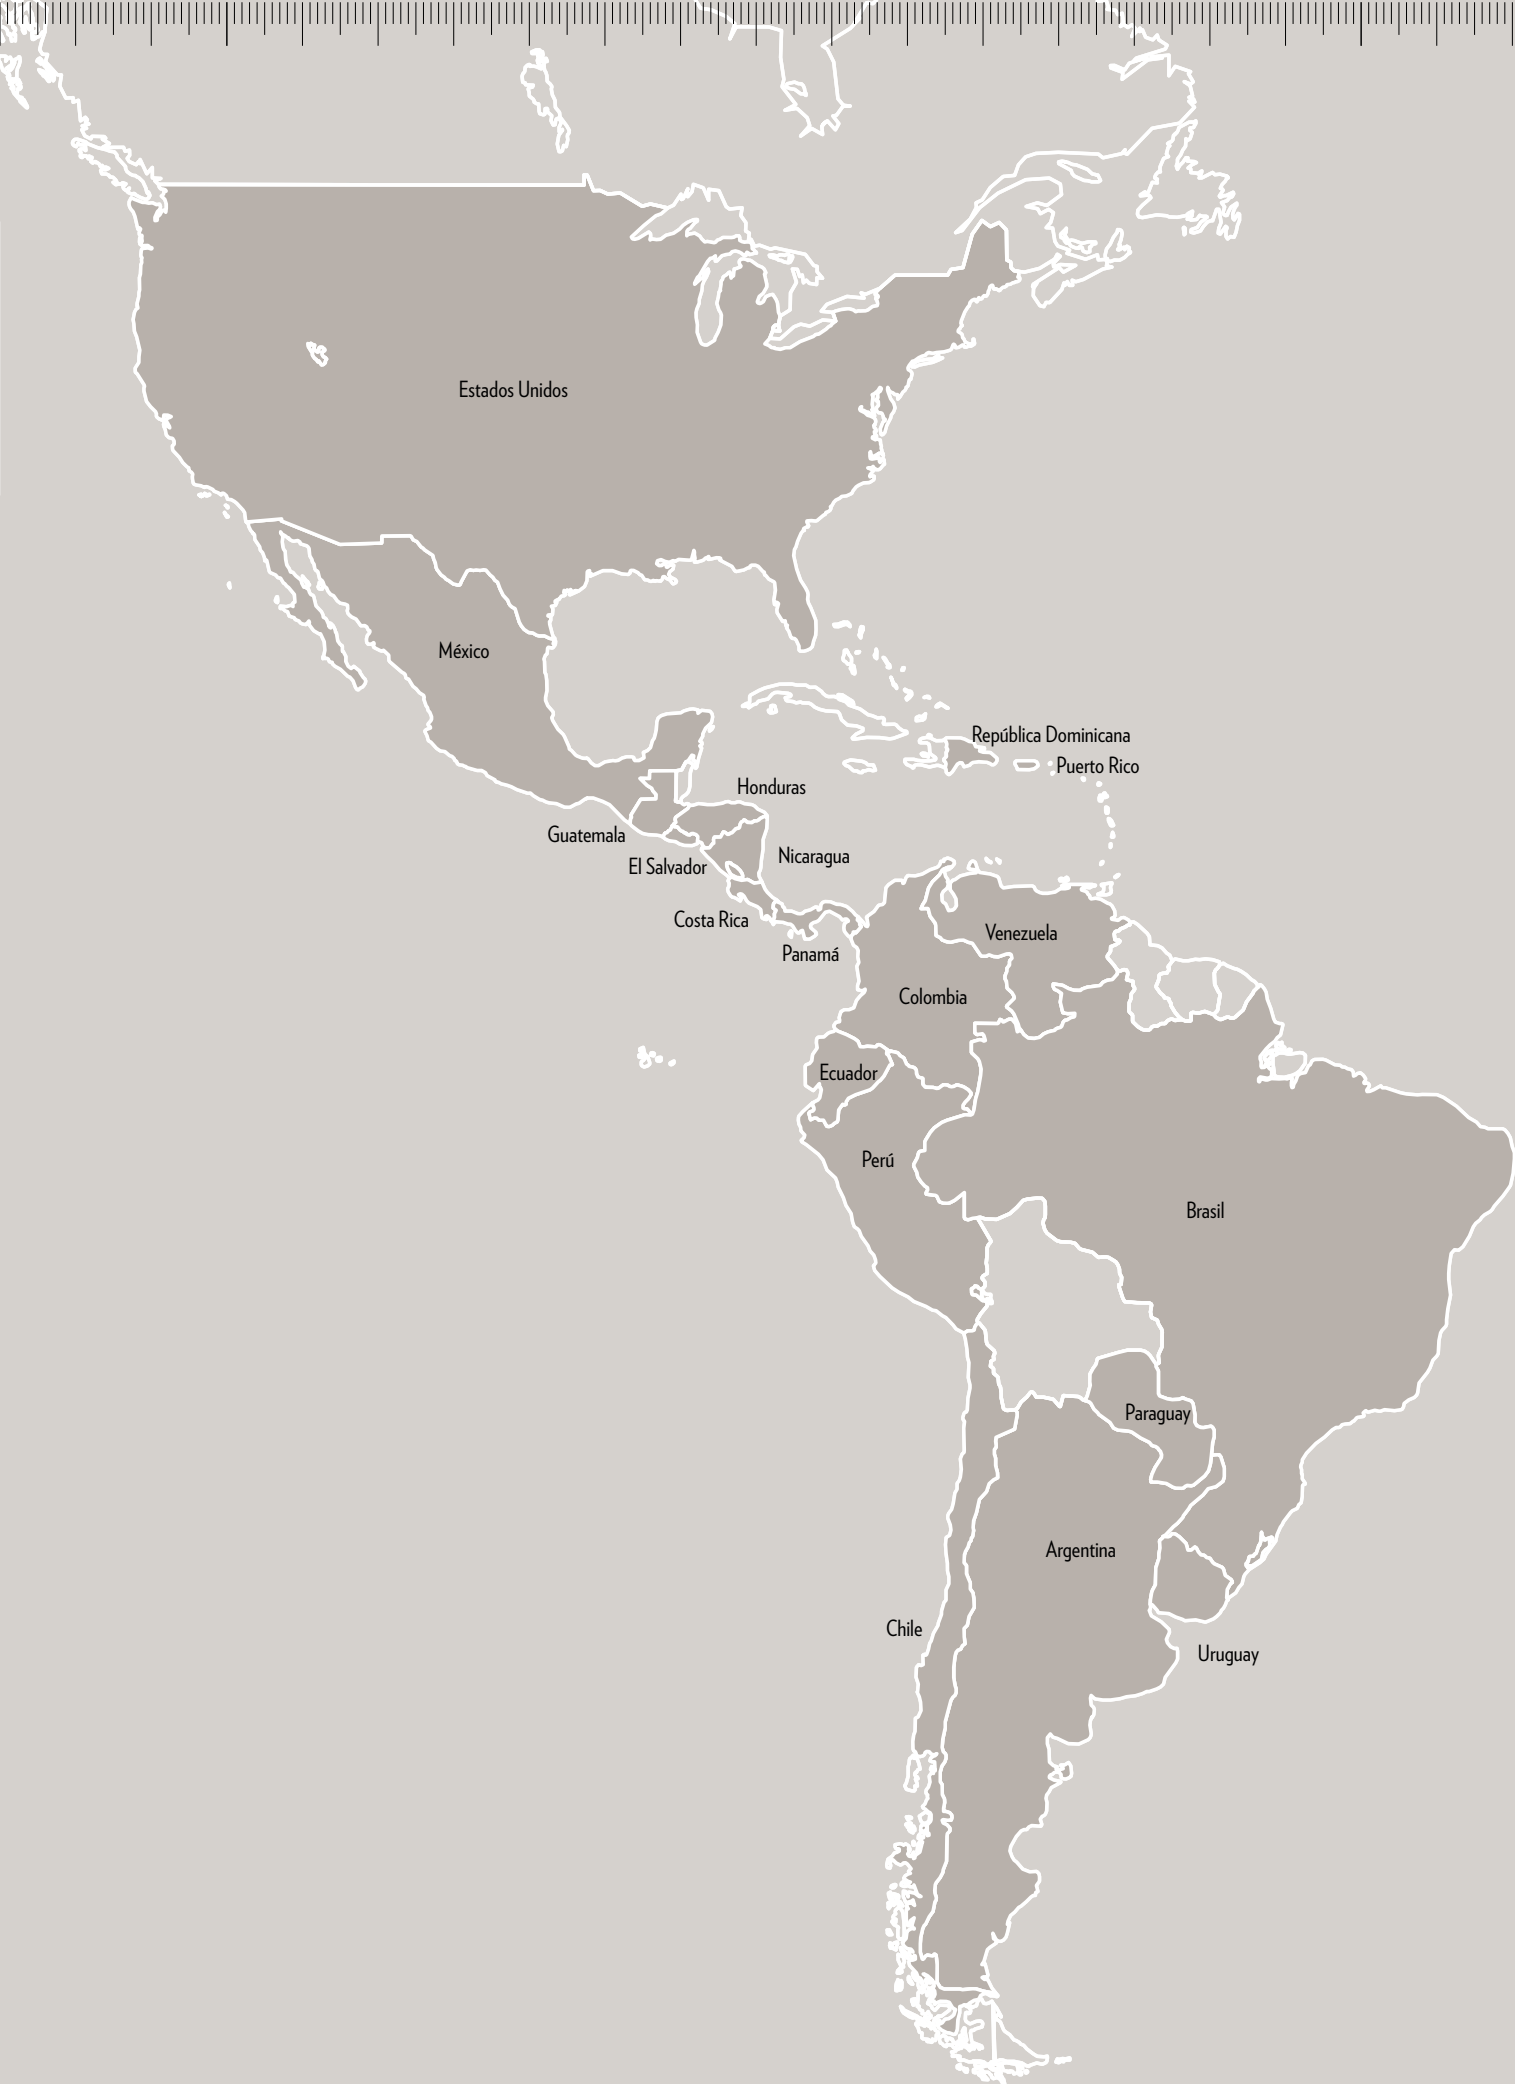 Estados Unidos
México
República Dominicana
Puerto Rico
Honduras
Guatemala
Nicaragua
El Salvador
Costa Rica
Venezuela
Panamá
Colombia
Ecuador
Perú
Brasil
Paraguay
Argentina
Chile
Uruguay